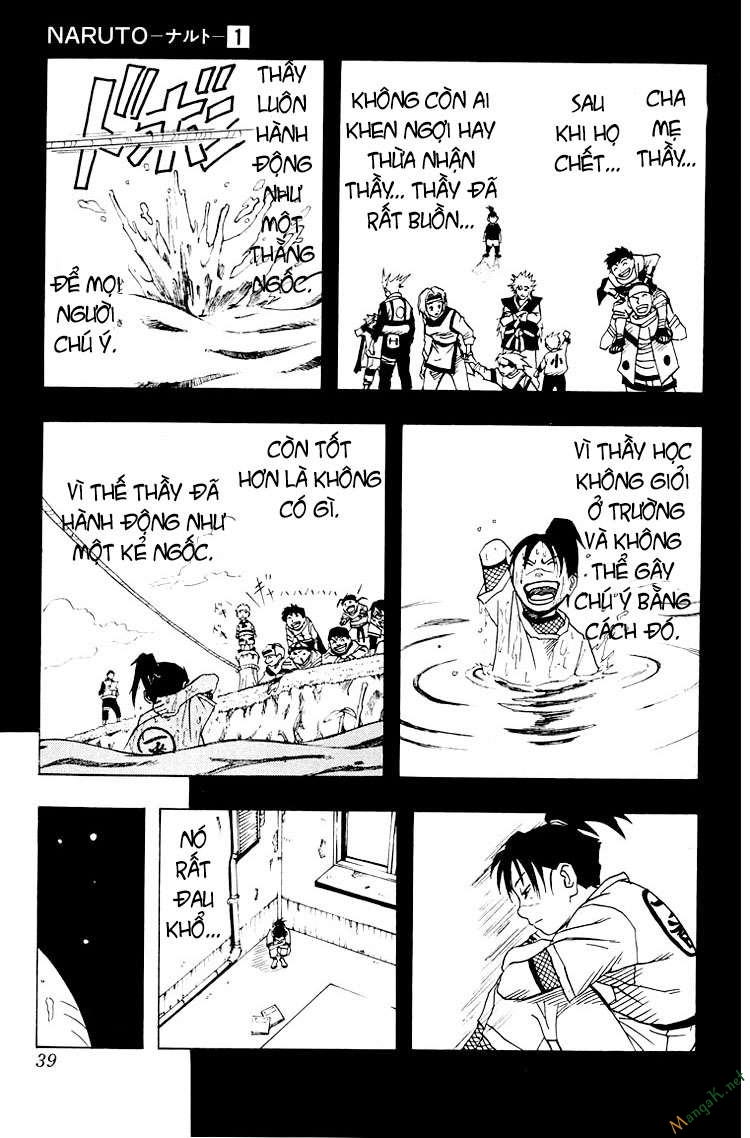 NARUTO—ナルト—1
CHA
MẸ
THẦY...
SAU
KHI HỌ
CHẾT...
KHÔNG CÒN AI
KHEN NGỢI HAY
THỪA NHẬN
THẦY... THẦY ĐÃ
RẤT BUỒN...
THẦY
LUÔN
HÀNH
ĐỘNG
NHƯ
MỘT
THẰNG
NGỐC.
ĐỂ MỌI
NGƯỜI
CHÚ Ý.
VÌ THẦY HỌC
KHÔNG GIỎI
Ở TRƯỜNG
VÀ KHÔNG
THỂ GÂY
CHÚ Ý BẰNG
CÁCH ĐÓ.
CÒN TỐT
HƠN LÀ KHÔNG
CÓ GÌ.
VÌ THẾ THẦY ĐÃ
HÀNH ĐỘNG NHƯ
MỘT KẺ NGỐC.
NÓ
RẤT
ĐAU
KHỔ...
39
MangaK.net